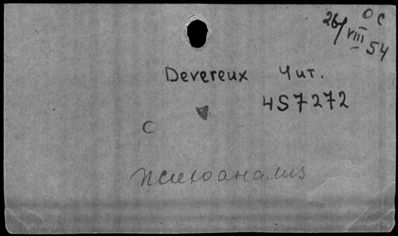 ОС
26/VIII 54
Devereux Чит.
457272
С
психоанализ